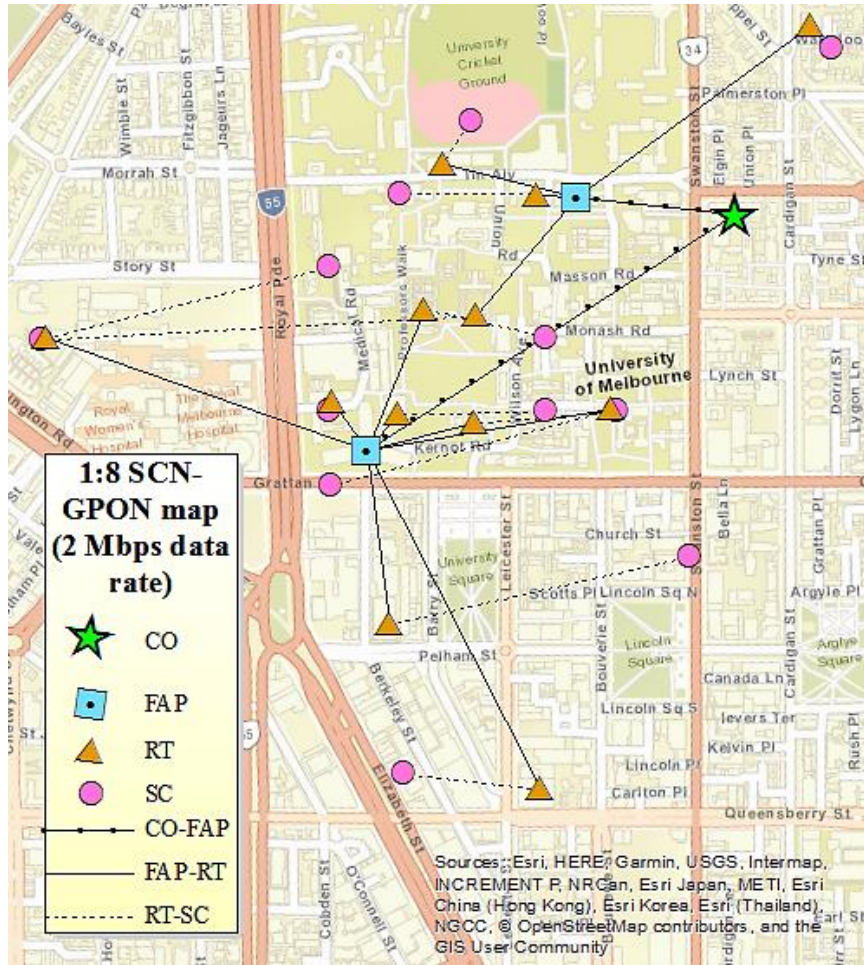 Bayles St
Wimble St
Fitzgibbon St
Jageurs Ln
University
Cricket
Ground
34
Palmerston Pl
Swanston St
Elgin Pl
Union Pl
Cardigan St
Morrah St
Tin Alv
55
Union
Rd
Story St
Royal Pde
Professors Walk
Medical Rd
Masson Rd
Tyne St
Monash Rd
University
of Melbourne
Wilson Ave
Lynch St
Dorrit St
Lygon Ln
Royal
Women's
Hospital
The Royal
Melbourne
Hospital
Kernot Rd
Grattan
1:8 SCN-
GPON map
(2 Mbps data
rate)
CO
FAP
RT
SC
CO-FAP
FAP-RT
RT-SC
Leicester St
Church St
Bella Ln
Grattan Pl
University
Square
Barry St
Scotts Pl
Lincoln Sq N
Argyle Pl
Bouverie St
Lincoln
Square
Cardigan St
Argyle
Square
Pelham St
Canada Ln
Berkeley St
Lincoln Sq S
Ievers Ter
Kelvin Pl
Rush Pl
Lincoln Pl
Carlton Pl
Elizabeth St
Queensberry St
Cobden St
O'Connell St
Sources: Esri, HERE, Garmin, USGS, Intermap,
INCREMENT P, NRCan, Esri Japan, METI, Esri
China (Hong Kong), Esri Korea, Esri (Thailand),
NGCC, © OpenStreetMap contributors, and the
GIS User Community
Earl St